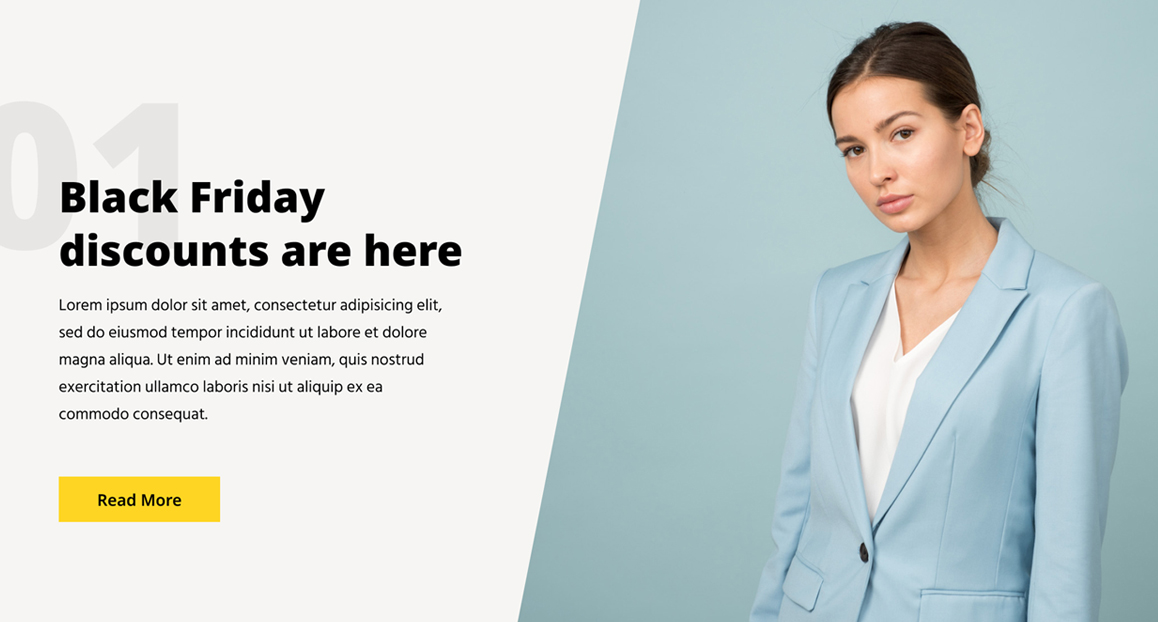 01
Black Friday
discounts are here
Lorem ipsum dolor sit amet, consectetur adipisicing elit,
sed do eiusmod tempor incididunt ut labore et dolore
magna aliqua. Ut enim ad minim veniam, quis nostrud
exercitation ullamco laboris nisi ut aliquip ex ea
commodo consequat.
Read More